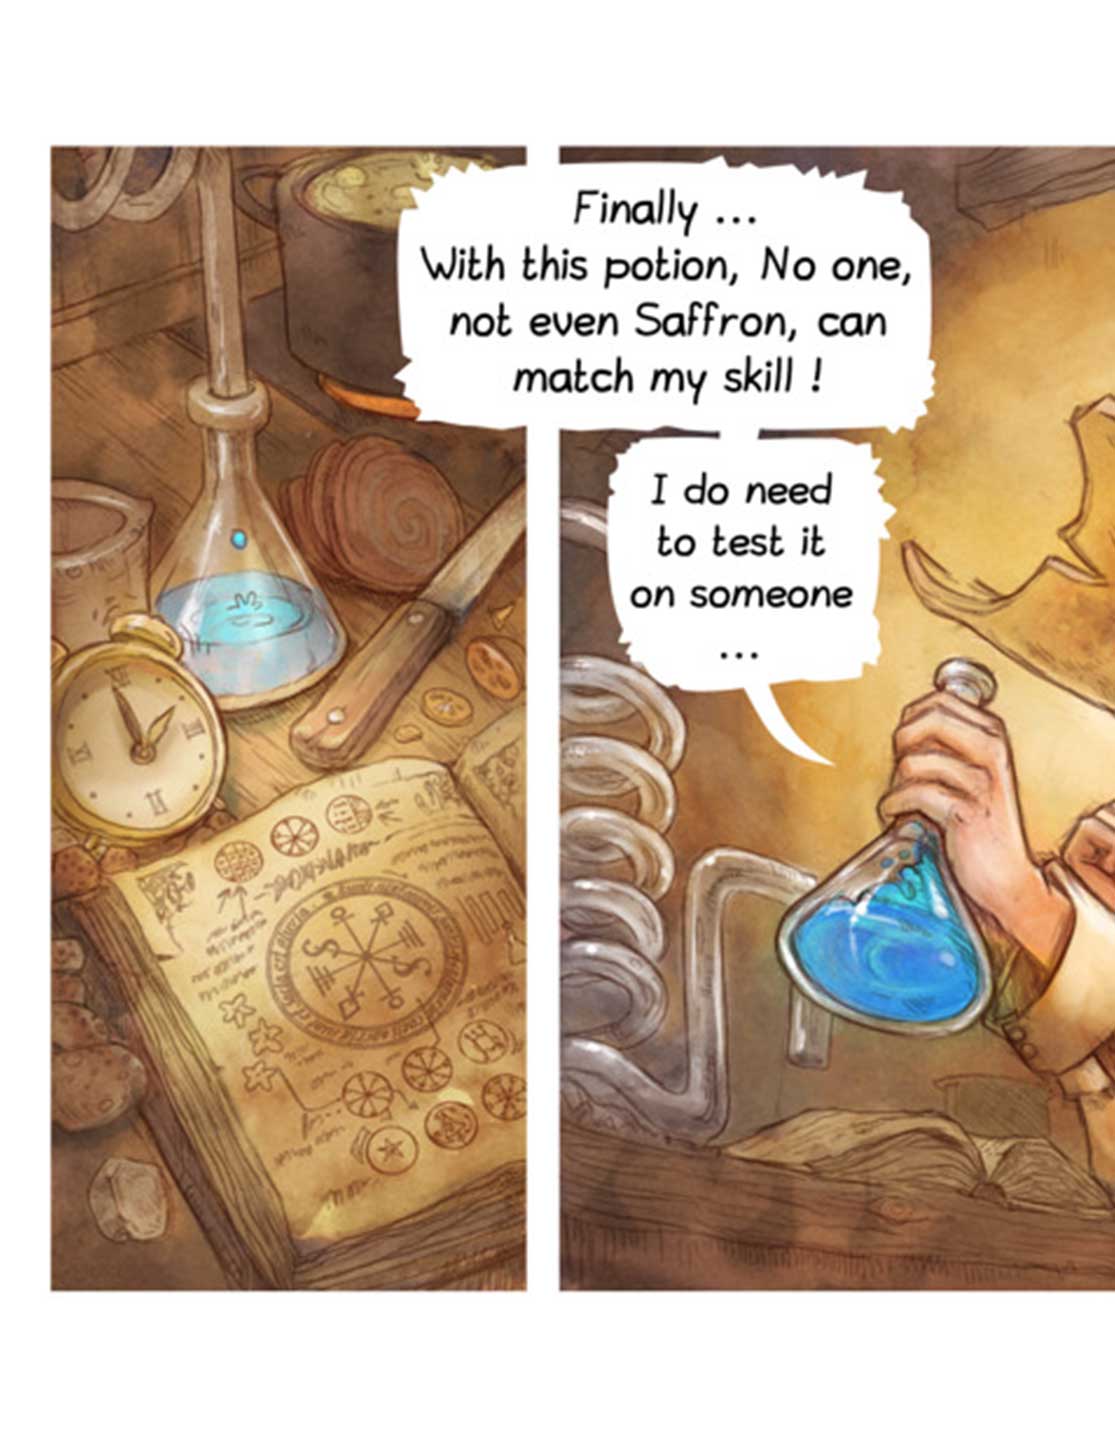 Finally ...
With this potion, No one,
not even Saffron, can
match my skill !
I do need
to test it
on someone
...